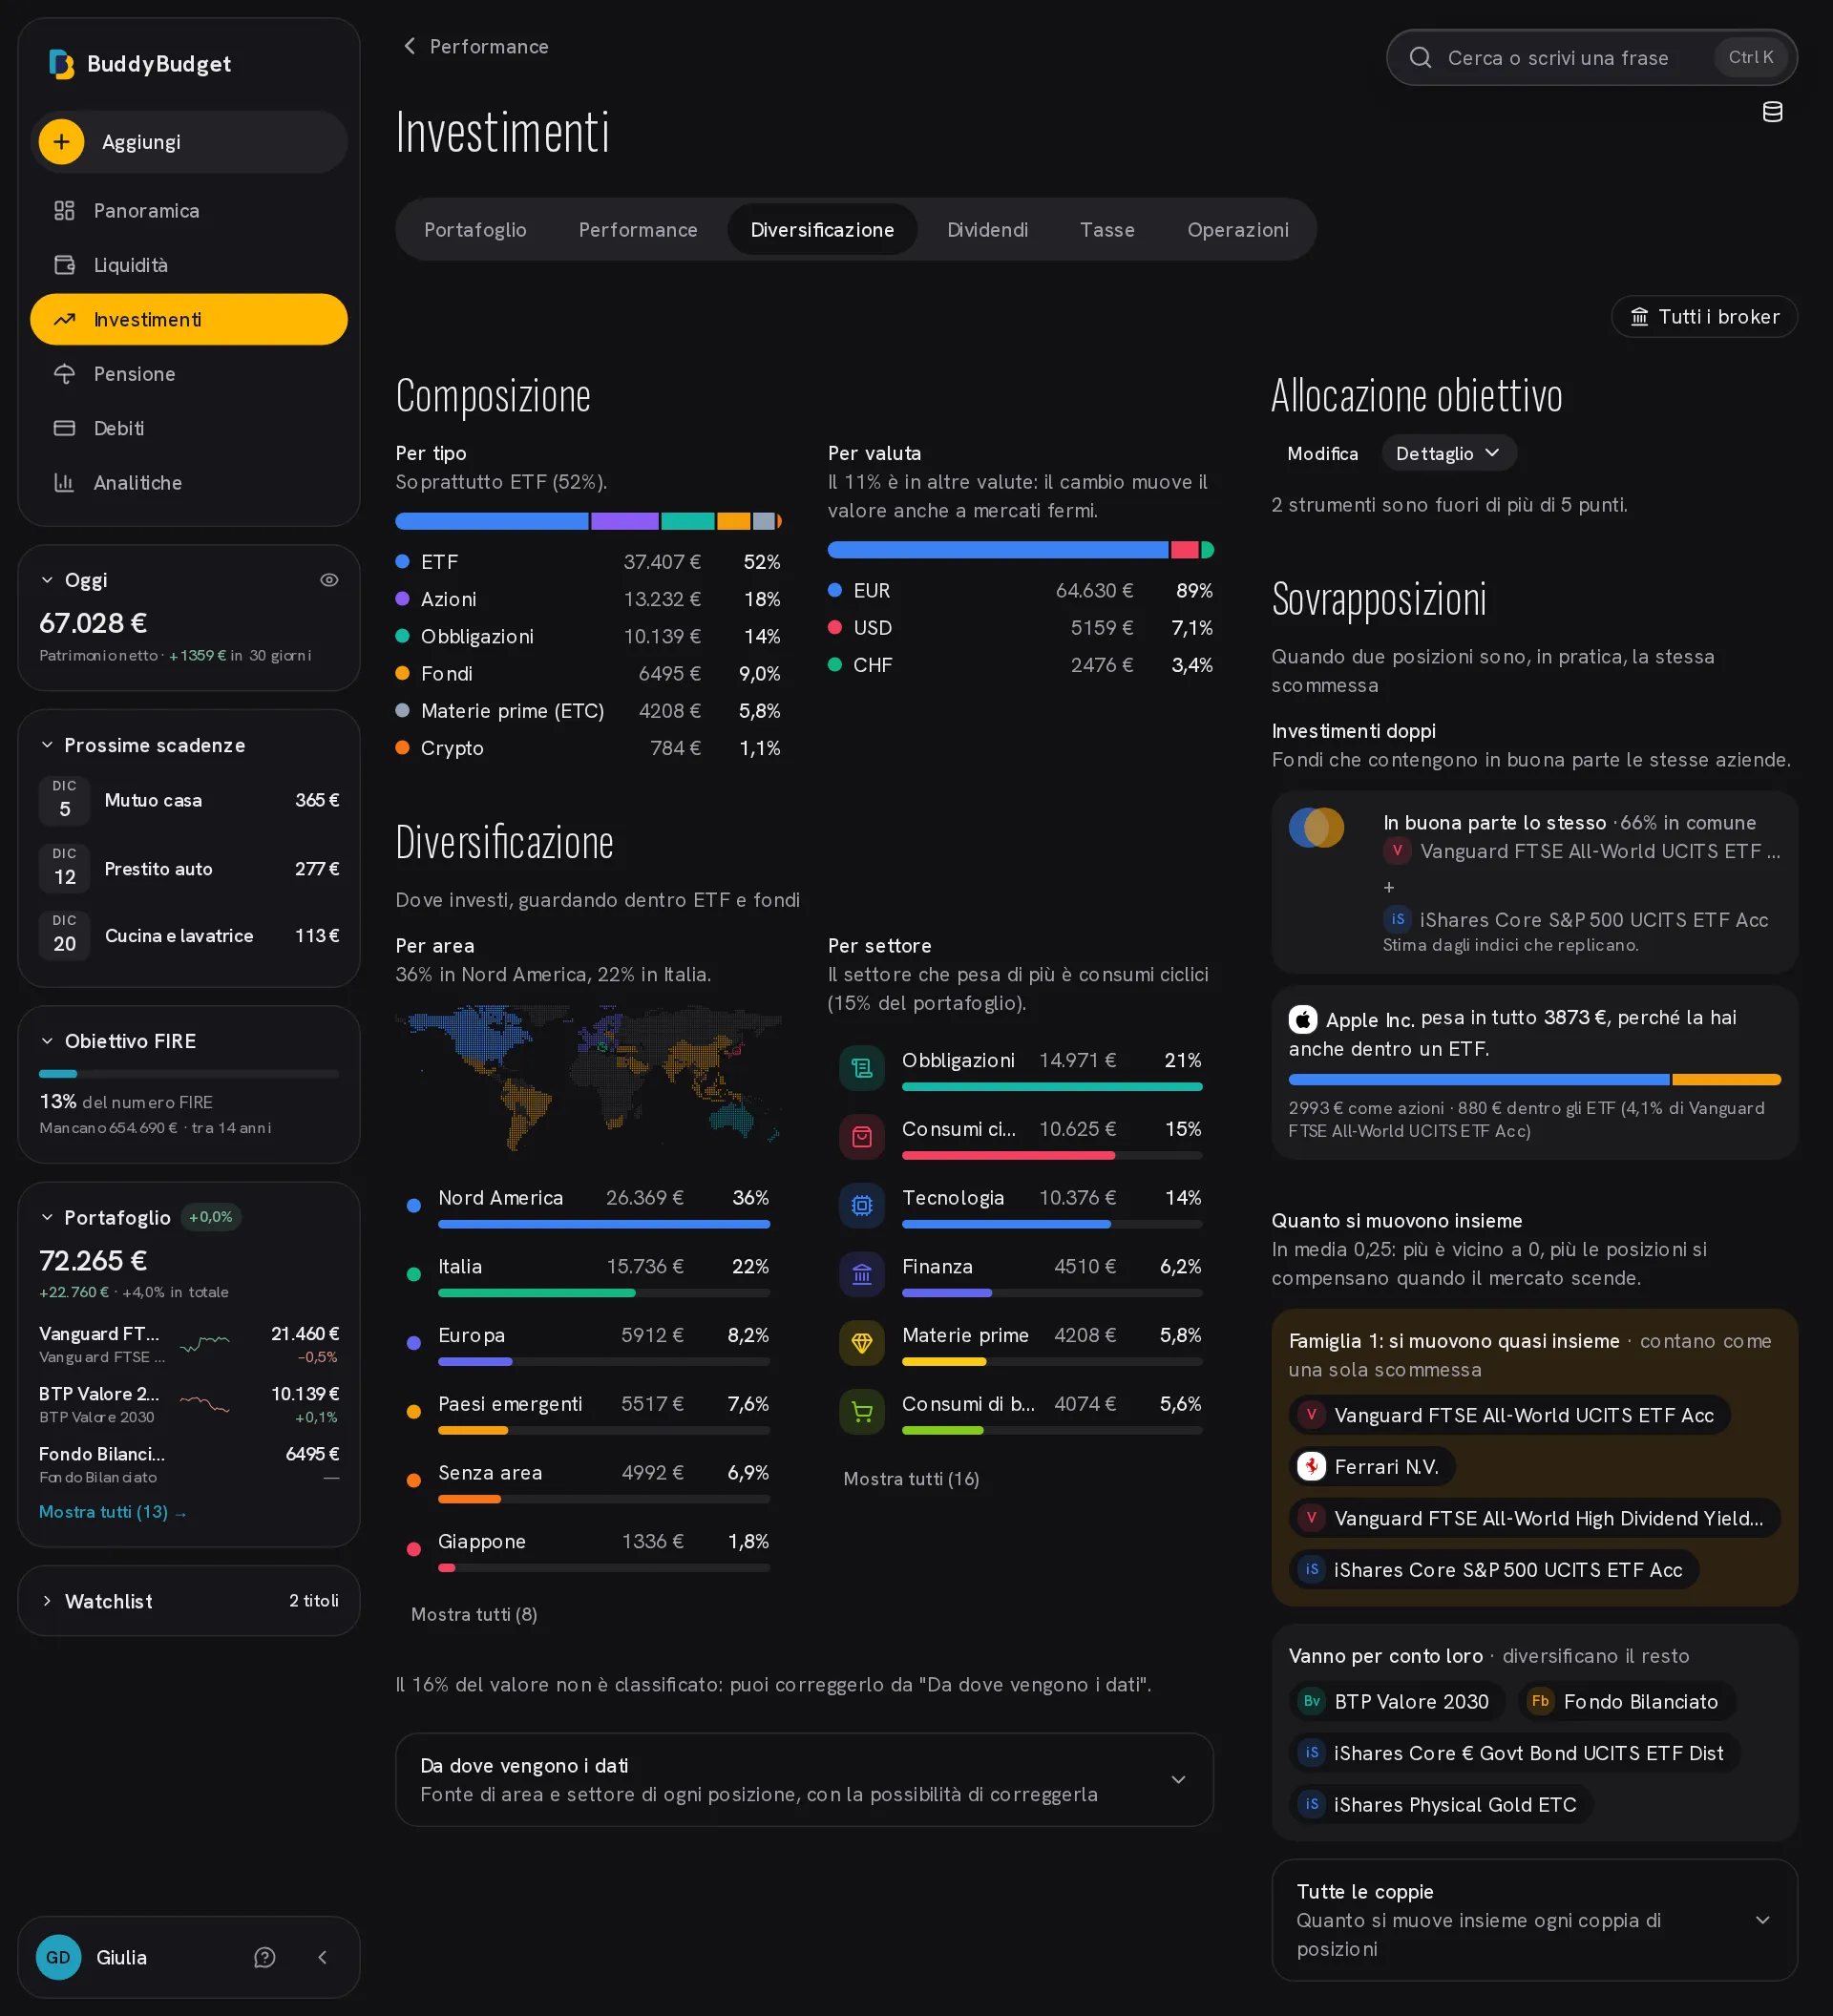 BuddyBudget
Aggiungi
Panoramica
Liquidità
Investimenti
Pensione
Debiti
Analitiche
Oggi
67.028 €
Patrimonio netto · +1359 € in 30 giorni
Prossime scadenze
DIC
5
Mutuo casa
365 €
DIC
12
Prestito auto
277 €
DIC
20
Cucina e lavatrice
113 €
Obiettivo FIRE
13% del numero FIRE
Mancano 654.690 € · tra 14 anni
Portafoglio
+0,0%
72.265 €
+22.760 € · +4,0% in totale
Vanguard FT...
21.460 €
Vanguard FTSE ...
−0,5%
BTP Valore 2...
10.139 €
BTP Valore 2030
+0,1%
Fondo Bilanci...
6495 €
Fondo Bilanciato
—
Mostra tutti (13) →
Watchlist
2 titoli
GD
Giulia
Performance
Cerca o scrivi una frase
Ctrl K
Investimenti
Portafoglio
Performance
Diversificazione
Dividendi
Tasse
Operazioni
Tutti i broker
Composizione
Per tipo
Soprattutto ETF (52%).
ETF 37.407 € 52%
Azioni 13.232 € 18%
Obbligazioni 10.139 € 14%
Fondi 6495 € 9,0%
Materie prime (ETC) 4208 € 5,8%
Crypto 784 € 1,1%
Per valuta
Il 11% è in altre valute: il cambio muove il
valore anche a mercati fermi.
EUR 64.630 € 89%
USD 5159 € 7,1%
CHF 2476 € 3,4%
Diversificazione
Dove investi, guardando dentro ETF e fondi
Per area
36% in Nord America, 22% in Italia.
Nord America 26.369 € 36%
Italia 15.736 € 22%
Europa 5912 € 8,2%
Paesi emergenti 5517 € 7,6%
Senza area 4992 € 6,9%
Giappone 1336 € 1,8%
Mostra tutti (8)
Per settore
Il settore che pesa di più è consumi ciclici
(15% del portafoglio).
Obbligazioni 14.971 € 21%
Consumi ci... 10.625 € 15%
Tecnologia 10.376 € 14%
Finanza 4510 € 6,2%
Materie prime 4208 € 5,8%
Consumi di b... 4074 € 5,6%
Mostra tutti (16)
Il 16% del valore non è classificato: puoi correggerlo da "Da dove vengono i dati".
Da dove vengono i dati
Fonte di area e settore di ogni posizione, con la possibilità di correggerla
Allocazione obiettivo
Modifica
Dettaglio
2 strumenti sono fuori di più di 5 punti.
Sovrapposizioni
Quando due posizioni sono, in pratica, la stessa
scommessa
Investimenti doppi
Fondi che contengono in buona parte le stesse aziende.
In buona parte lo stesso · 66% in comune
V Vanguard FTSE All-World UCITS ETF ...
+
iS iShares Core S&P 500 UCITS ETF Acc
Stima dagli indici che replicano.
Apple Inc. pesa in tutto 3873 €, perché la hai
anche dentro un ETF.
2993 € come azioni · 880 € dentro gli ETF (4,1% di Vanguard
FTSE All-World UCITS ETF Acc)
Quanto si muovono insieme
In media 0,25: più è vicino a 0, più le posizioni si
compensano quando il mercato scende.
Famiglia 1: si muovono quasi insieme · contano come
una sola scommessa
V Vanguard FTSE All-World UCITS ETF Acc
Ferrari N.V.
V Vanguard FTSE All-World High Dividend Yield...
iS iShares Core S&P 500 UCITS ETF Acc
Vanno per conto loro · diversificano il resto
Bv BTP Valore 2030
Fb Fondo Bilanciato
iS iShares Core € Govt Bond UCITS ETF Dist
iS iShares Physical Gold ETC
Tutte le coppie
Quanto si muove insieme ogni coppia di
posizioni